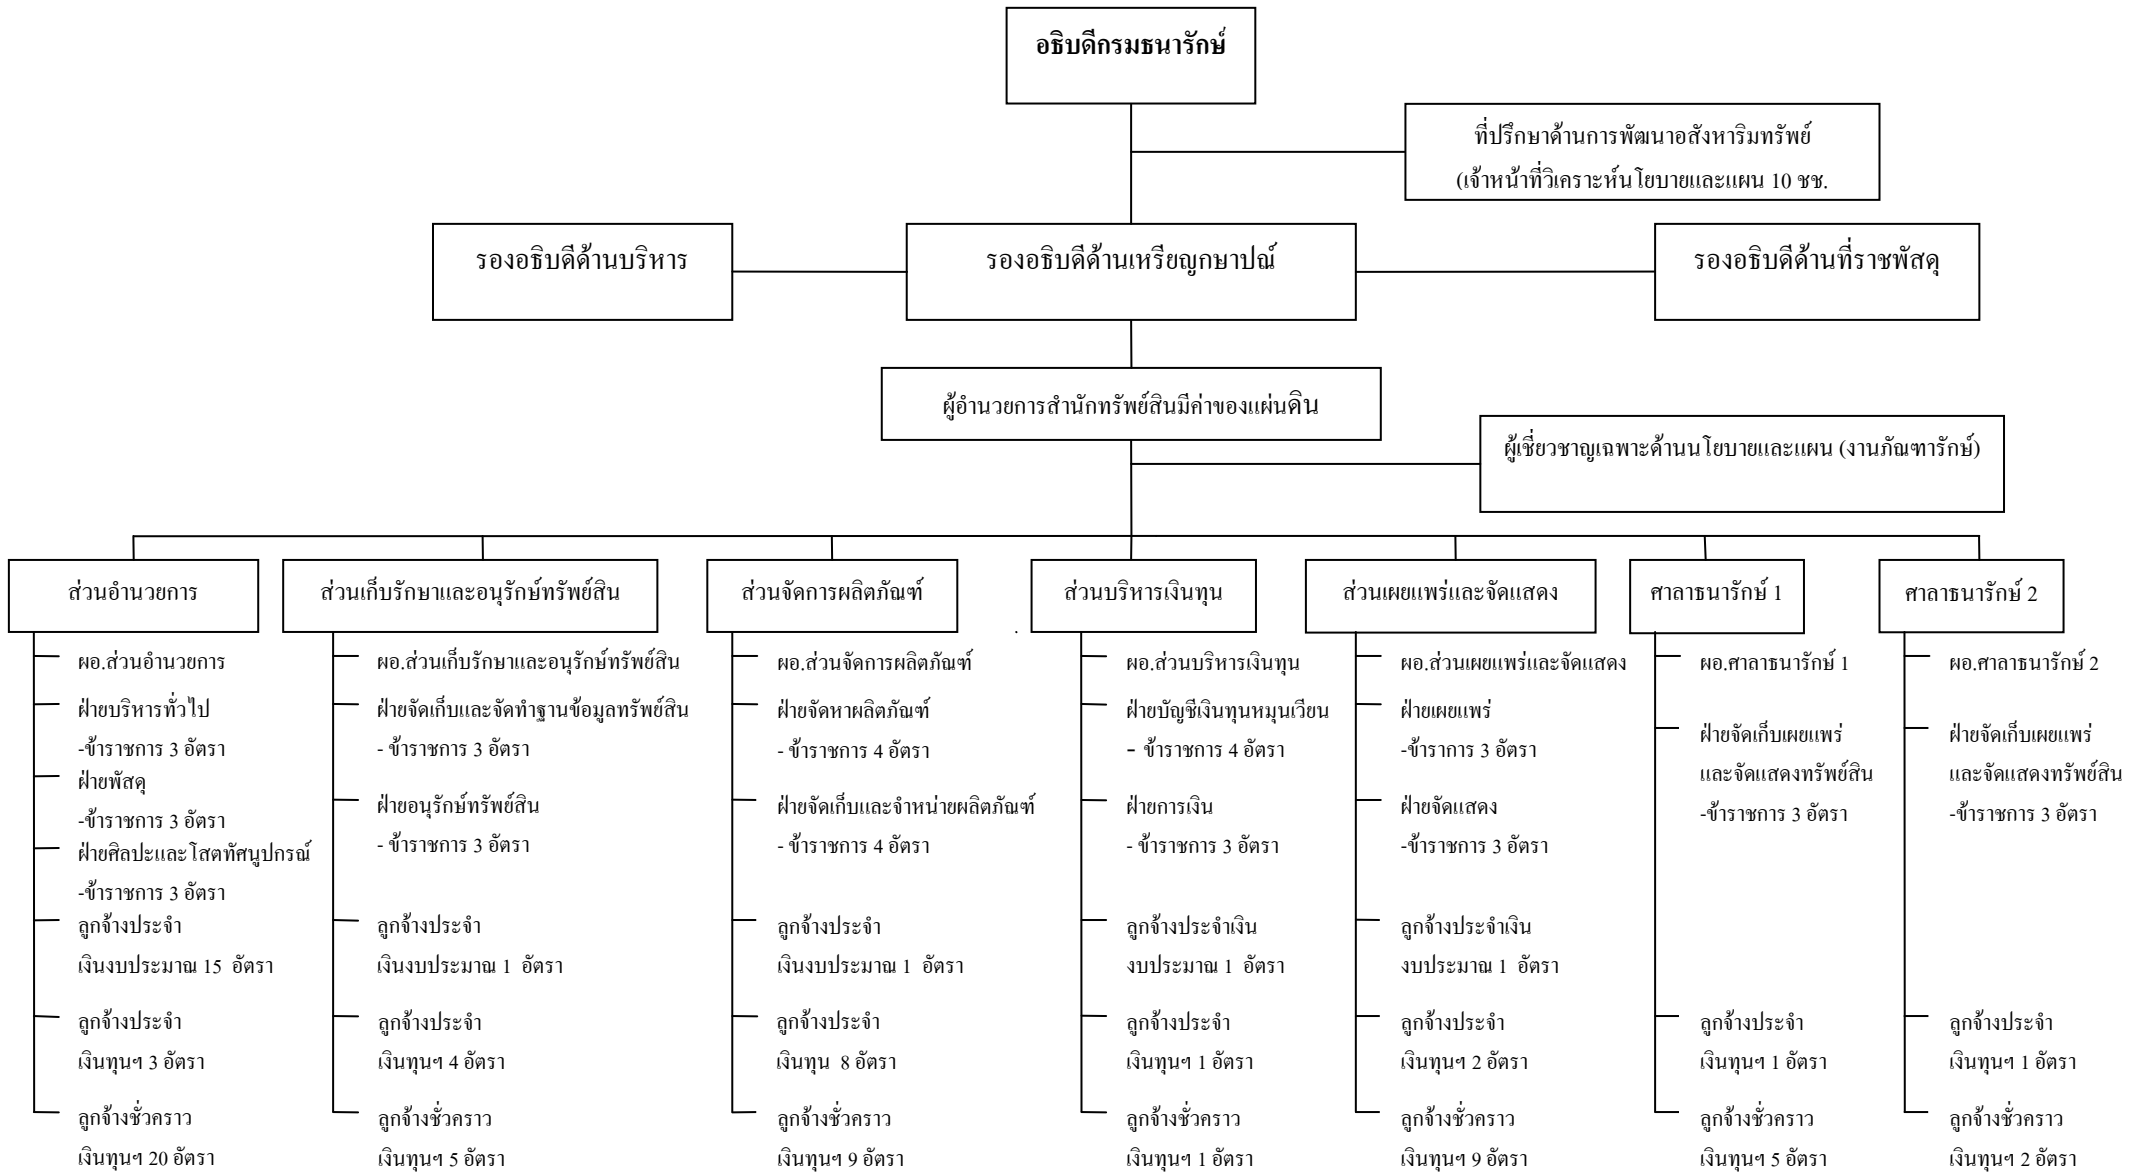 อธิบดีกรมธนารักษ์
ที่ปรึกษาด้านการพัฒนาอสังหาริมทรัพย์
(เจ้าหน้าที่วิเคราะห์นโยบายและแผน 10 ชช.
รองอธิบดีด้านบริหาร
รองอธิบดีด้านเหรียญกษาปณ์
รองอธิบดีด้านที่ราชพัสดุ
ผู้อำนวยการสำนักทรัพย์สินมีค่าของแผ่นดิน
ผู้เชี่ยวชาญเฉพาะด้านนโยบายและแผน (งานภัณฑารักษ์)
ส่วนอำนวยการ
ผอ.ส่วนอำนวยการ
ฝ่ายบริหารทั่วไป
-ข้าราชการ 3 อัตรา
ฝ่ายพัสดุ
-ข้าราชการ 3 อัตรา
ฝ่ายศิลปะและโสตทัศนูปกรณ์
-ข้าราชการ 3 อัตรา
ลูกจ้างประจำ
เงินงบประมาณ 15 อัตรา
ลูกจ้างประจำ
เงินทุนฯ 3 อัตรา
ลูกจ้างชั่วคราว
เงินทุนฯ 20 อัตรา
ส่วนเก็บรักษาและอนุรักษ์ทรัพย์สิน
ผอ.ส่วนเก็บรักษาและอนุรักษ์ทรัพย์สิน
ฝ่ายจัดเก็บและจัดทำฐานข้อมูลทรัพย์สิน
- ข้าราชการ 3 อัตรา
ฝ่ายอนุรักษ์ทรัพย์สิน
- ข้าราชการ 3 อัตรา
ลูกจ้างประจำ
เงินงบประมาณ 1 อัตรา
ลูกจ้างประจำ
เงินทุนฯ 4 อัตรา
ลูกจ้างชั่วคราว
เงินทุนฯ 5 อัตรา
ส่วนจัดการผลิตภัณฑ์
ผอ.ส่วนจัดการผลิตภัณฑ์
ฝ่ายจัดหาผลิตภัณฑ์
- ข้าราชการ 4 อัตรา
ฝ่ายจัดเก็บและจำหน่ายผลิตภัณฑ์
- ข้าราชการ 4 อัตรา
ลูกจ้างประจำ
เงินงบประมาณ 1 อัตรา
ลูกจ้างประจำ
เงินทุน 8 อัตรา
ลูกจ้างชั่วคราว
เงินทุนฯ 9 อัตรา
ส่วนบริหารเงินทุน
ผอ.ส่วนบริหารเงินทุน
ฝ่ายบัญชีเงินทุนหมุนเวียน
- ข้าราชการ 4 อัตรา
ฝ่ายการเงิน
- ข้าราชการ 3 อัตรา
ลูกจ้างประจำเงิน
งบประมาณ 1 อัตรา
ลูกจ้างประจำ
เงินทุนฯ 1 อัตรา
ลูกจ้างชั่วคราว
เงินทุนฯ 1 อัตรา
ส่วนเผยแพร่และจัดแสดง
ผอ.ส่วนเผยแพร่และจัดแสดง
ฝ่ายเผยแพร่
-ข้าราการ 3 อัตรา
ฝ่ายจัดแสดง
-ข้าราชการ 3 อัตรา
ลูกจ้างประจำเงิน
งบประมาณ 1 อัตรา
ลูกจ้างประจำ
เงินทุนฯ 2 อัตรา
ลูกจ้างชั่วคราว
เงินทุนฯ 9 อัตรา
ศาลาธนารักษ์ 1
ผอ.ศาลาธนารักษ์ 1
ฝ่ายจัดเก็บเผยแพร่
และจัดแสดงทรัพย์สิน
-ข้าราชการ 3 อัตรา
ลูกจ้างประจำ
เงินทุนฯ 1 อัตรา
ลูกจ้างชั่วคราว
เงินทุนฯ 5 อัตรา
ศาลาธนารักษ์ 2
ผอ.ศาลาธนารักษ์ 2
ฝ่ายจัดเก็บเผยแพร่
และจัดแสดงทรัพย์สิน
-ข้าราชการ 3 อัตรา
ลูกจ้างประจำ
เงินทุนฯ 1 อัตรา
ลูกจ้างชั่วคราว
เงินทุนฯ 2 อัตรา